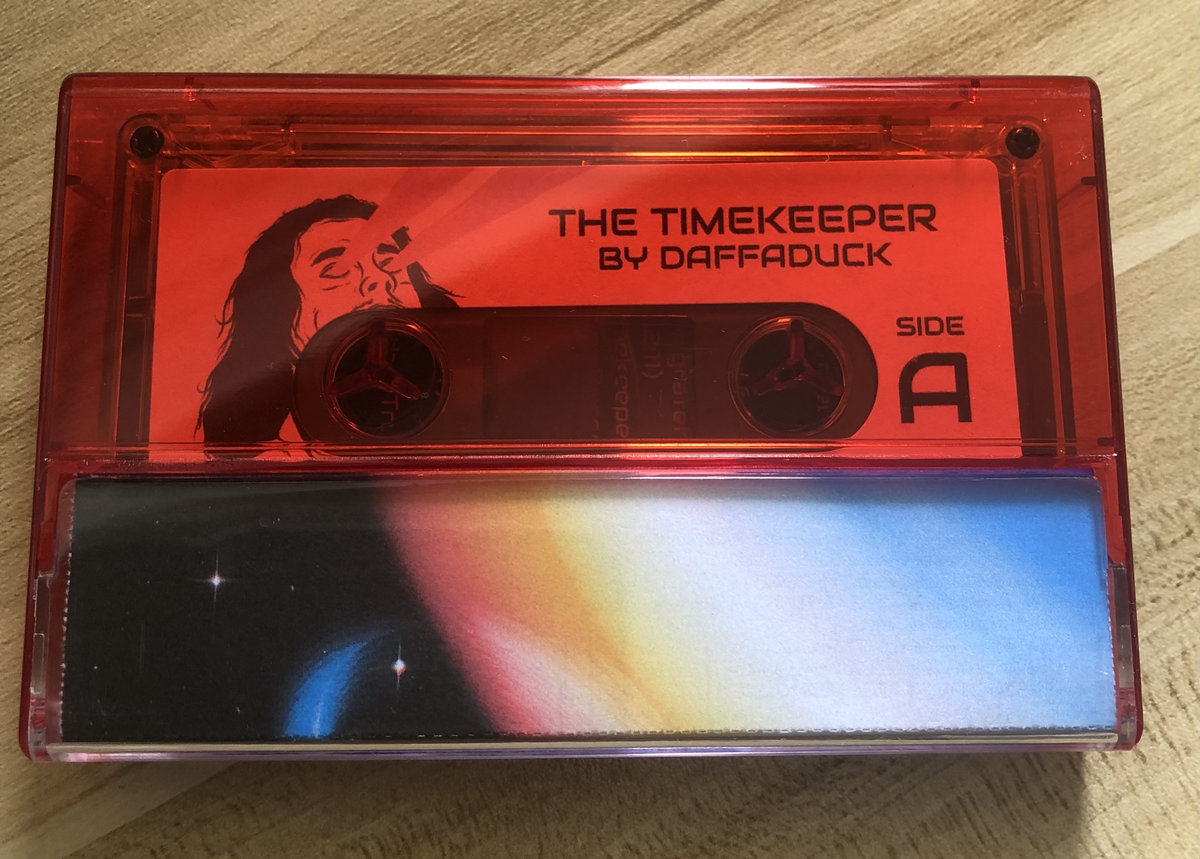 THE TIMEKEEPER
BY DAFFADUCK
SIDE
A